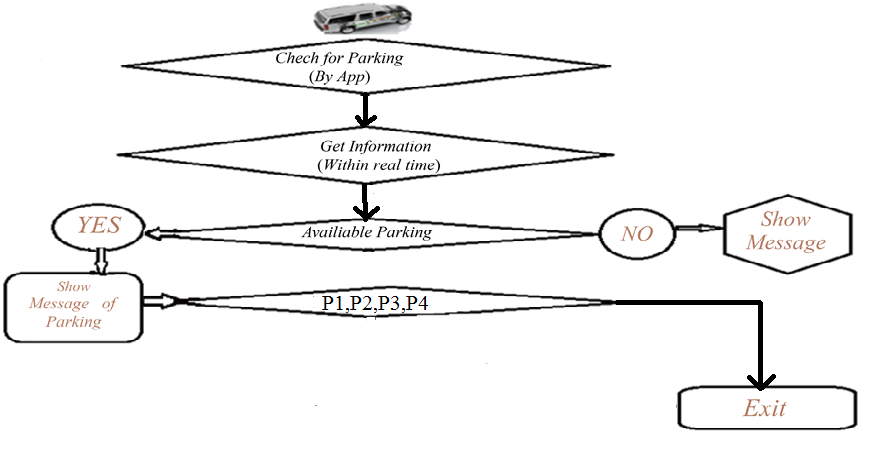 Chech for Parking
(By App)
Get Information
(Within real time)
YES
Availiable Parking
NO
Show
Message
Show
Message of
Parking
P1,P2,P3,P4
Exit